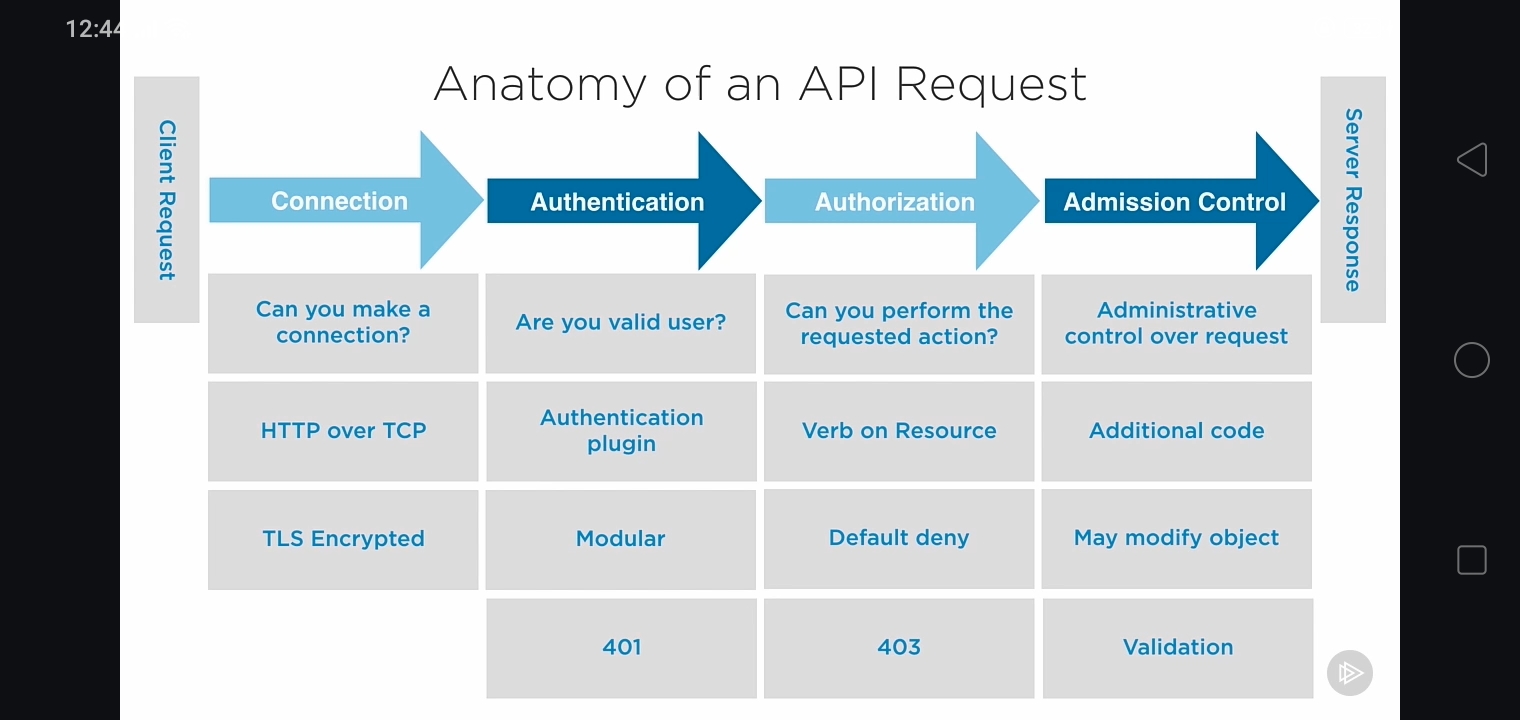 12:44
Anatomy of an API Request
Client Request
Connection
Authentication
Authorization
Admission Control
Server Response
Can you make a
connection?
Are you valid user?
Can you perform the
requested action?
Administrative
control over request
HTTP over TCP
Authentication
plugin
Verb on Resource
Additional code
TLS Encrypted
Modular
Default deny
May modify object
401
403
Validation